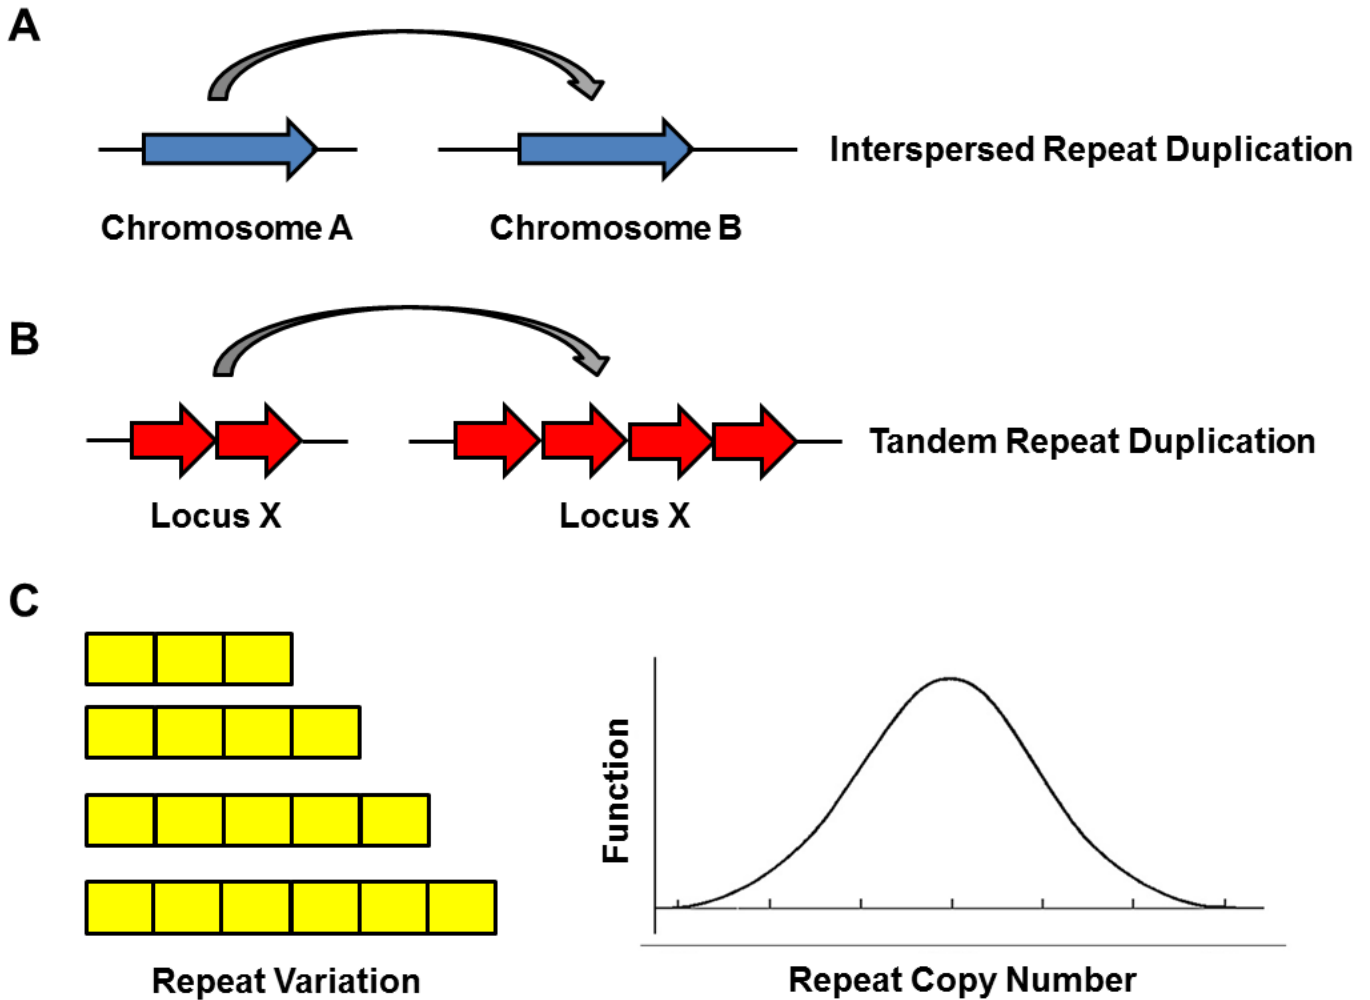 A
Interspersed Repeat Duplication
Chromosome A
Chromosome B
B
Tandem Repeat Duplication
Locus X
Locus X
C
Function
Repeat Variation
Repeat Copy Number